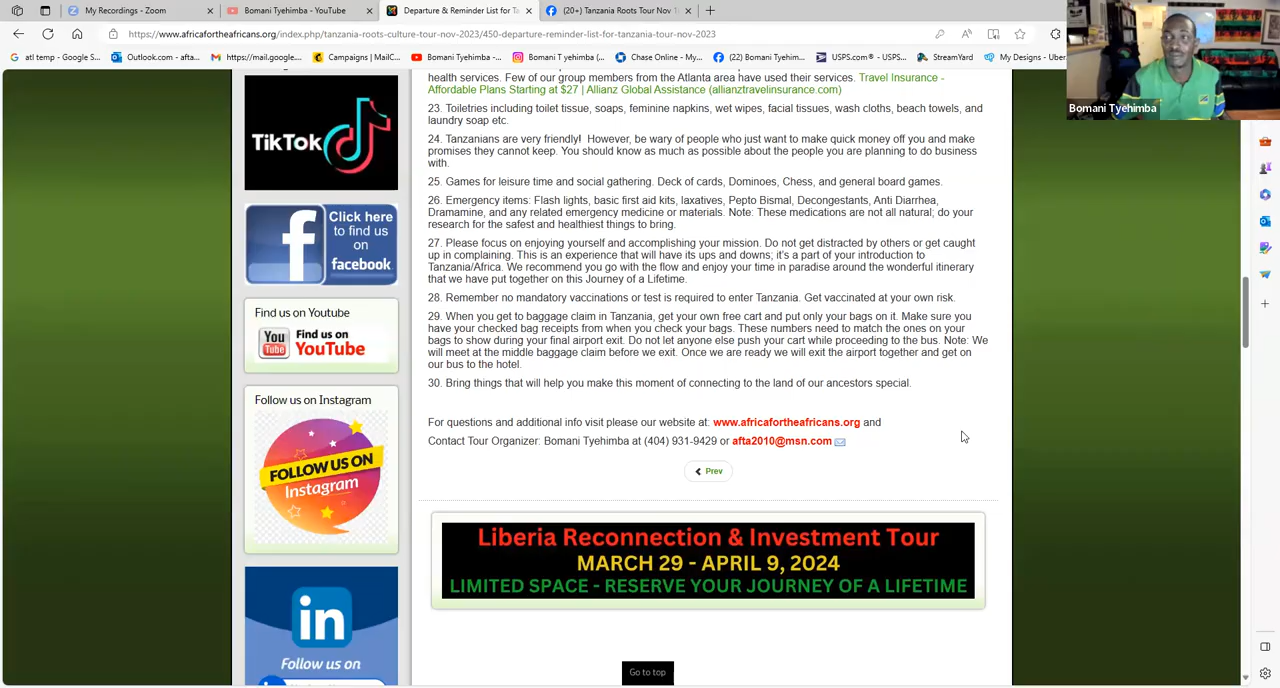 My Recordings - Zoom
Bomani Tyehimba - YouTube
Departure & Reminder List for Ta
(20+) Tanzania Roots Tour Nov 1
https://www.africafortheafricans.org/index.php/tanzania-roots-culture-tour-nov-2023/450-departure-reminder-list-for-tanzania-tour-nov-2023
atl temp - Google S...
Outlook.com - afta...
https://mail.google...
Campaigns | MailC...
Bomani Tyehimba -...
Bomani T yehimba (...
Chase Online - My...
(22) Bomani Tyehim...
USPS.com® - USPS...
StreamYard
My Designs - Uber
Bomani Tyehimba
health services. Few of our group members from the Atlanta area have used their services. Travel Insurance -
Affordable Plans Starting at $27 | Allianz Global Assistance (allianztravelinsurance.com)
23. Toiletries including toilet tissue, soaps, feminine napkins, wet wipes, facial tissues, wash cloths, beach towels, and
laundry soap etc.
24. Tanzanians are very friendly!  However, be wary of people who just want to make quick money off you and make
promises they cannot keep. You should know as much as possible about the people you are planning to do business
with.
25. Games for leisure time and social gathering. Deck of cards, Dominoes, Chess, and general board games.
26. Emergency items: Flash lights, basic first aid kits, laxatives, Pepto Bismal, Decongestants, Anti Diarrhea,
Dramamine, and any related emergency medicine or materials. Note: These medications are not all natural; do your
research for the safest and healthiest things to bring.
27. Please focus on enjoying yourself and accomplishing your mission. Do not get distracted by others or get caught
up in complaining. This is an experience that will have its ups and downs; it's a part of your introduction to
Tanzania/Africa. We recommend you go with the flow and enjoy your time in paradise around the wonderful itinerary
that we have put together on this Journey of a Lifetime.
28. Remember no mandatory vaccinations or test is required to enter Tanzania. Get vaccinated at your own risk.
29. When you get to baggage claim in Tanzania, get your own free cart and put only your bags on it. Make sure you
have your checked bag receipts from when you check your bags. These numbers need to match the ones on your
bags to show during your final airport exit. Do not let anyone else push your cart while proceeding to the bus. Note: We
will meet at the middle baggage claim before we exit. Once we are ready we will exit the airport together and get on
our bus to the hotel.
30. Bring things that will help you make this moment of connecting to the land of our ancestors special.
For questions and additional info visit please our website at: www.africafortheafricans.org and
Contact Tour Organizer: Bomani Tyehimba at (404) 931-9429 or afta2010@msn.com
Prev
Liberia Reconnection & Investment Tour
MARCH 29 - APRIL 9, 2024
LIMITED SPACE - RESERVE YOUR JOURNEY OF A LIFETIME
Go to top
TikTok
Click here
to find us
on
facebook
Find us on Youtube
You
Tube
Find us on
YouTube
Follow us on Instagram
FOLLOW US ON
Instagram
in
Follow us on